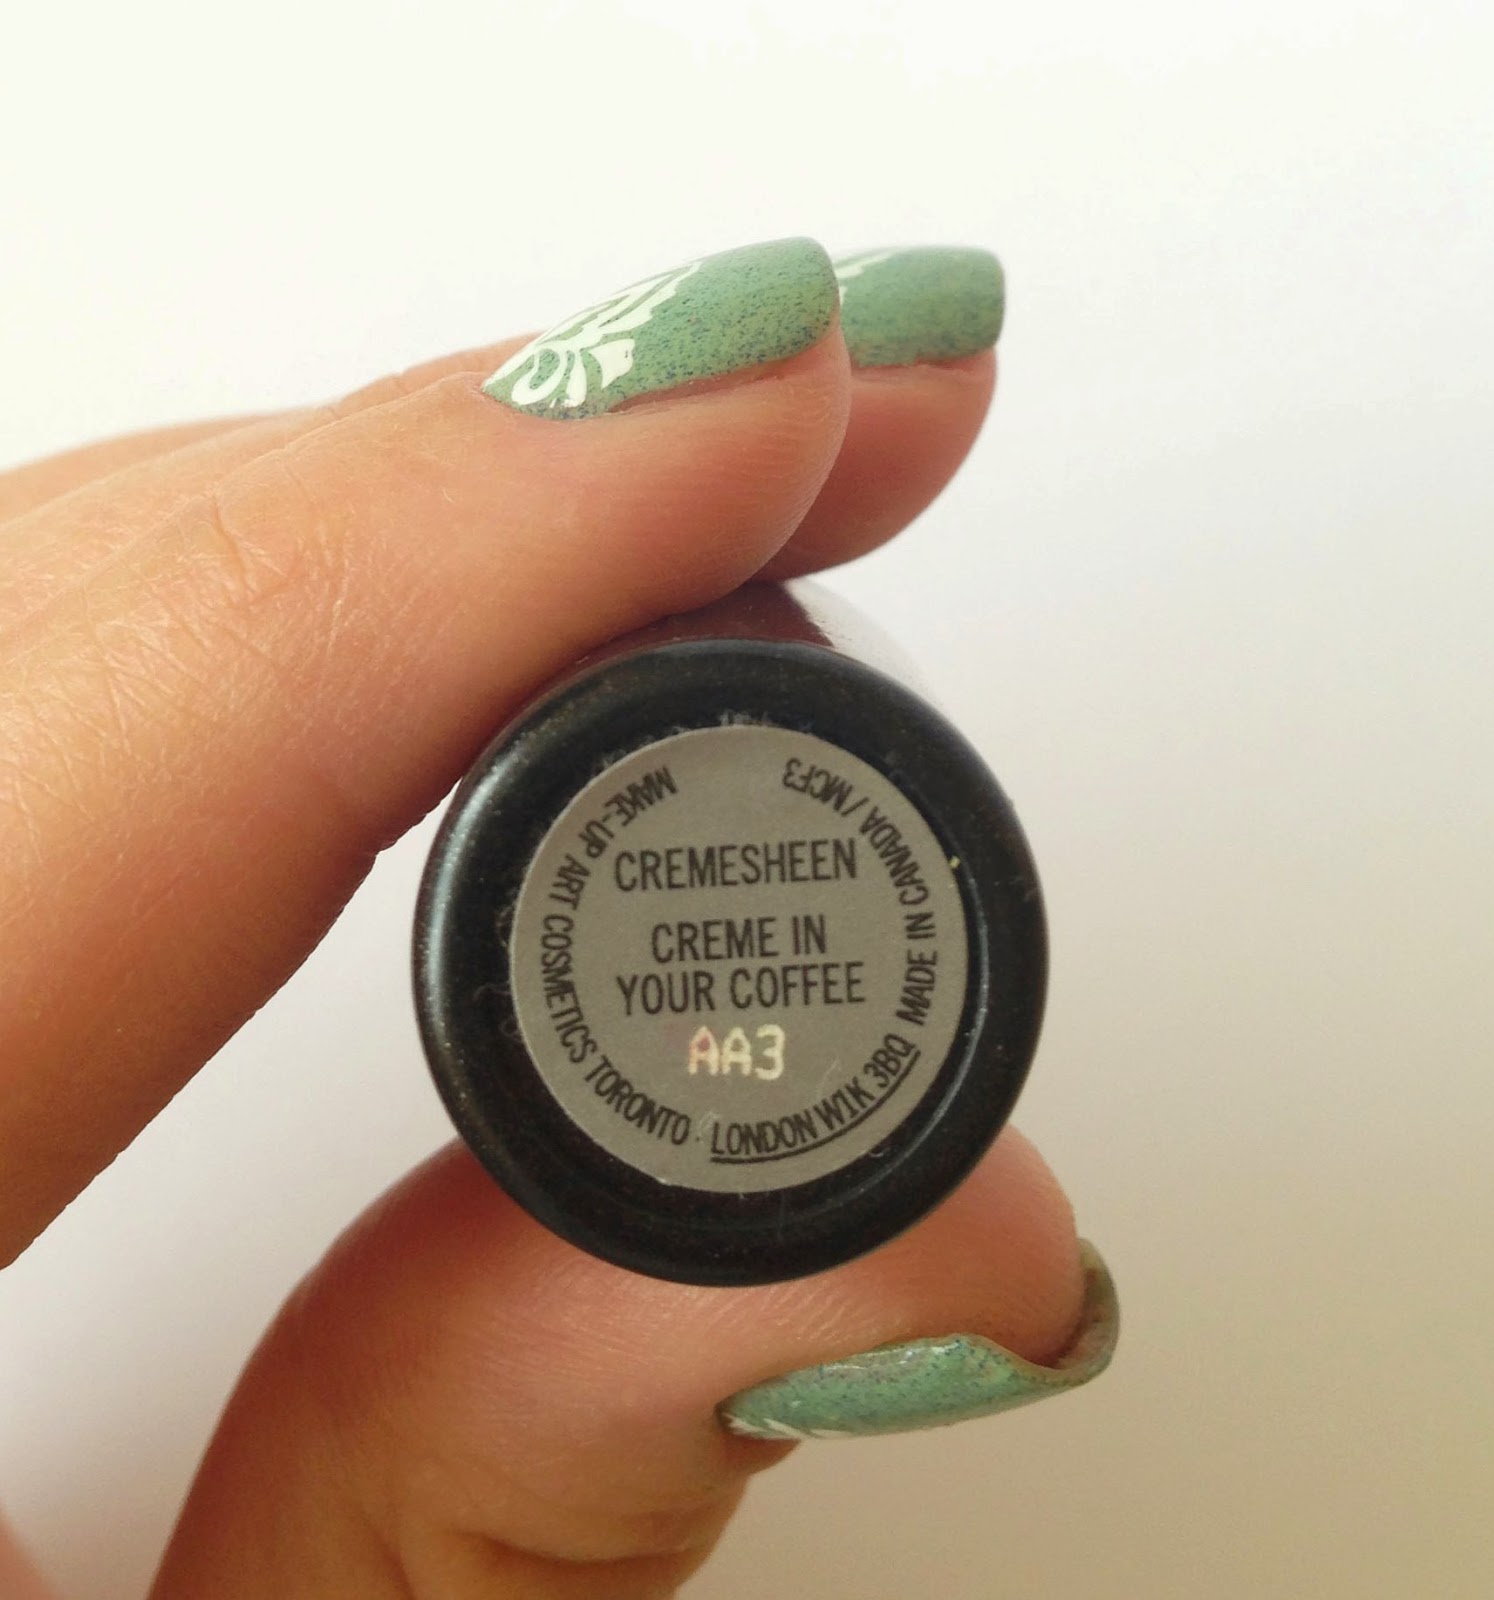 CREMESHEEN
CREME IN
YOUR COFFEE
AA3
MAKE-UP ART COSMETICS TORONTO · LONDON W1K 3BQ MADE IN CANADA / MCF3